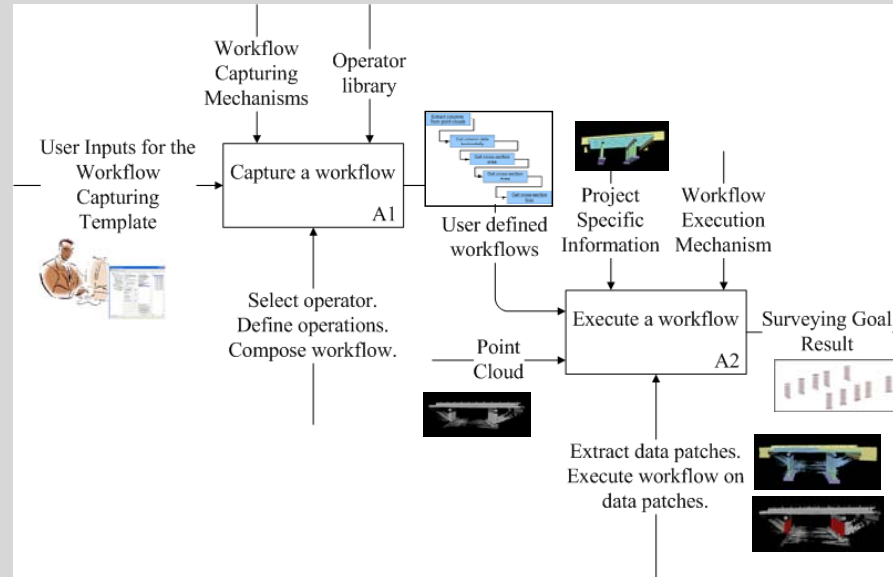 Workflow
Capturing
Mechanisms
Operator
library
User Inputs for the
Workflow
Capturing
Template
Capture a workflow
A1
Select operator.
Define operations.
Compose workflow.
User defined
workflows
Project
Specific
Information
Workflow
Execution
Mechanism
Point
Cloud
Execute a workflow
A2
Surveying Goal
Result
Extract data patches.
Execute workflow on
data patches.